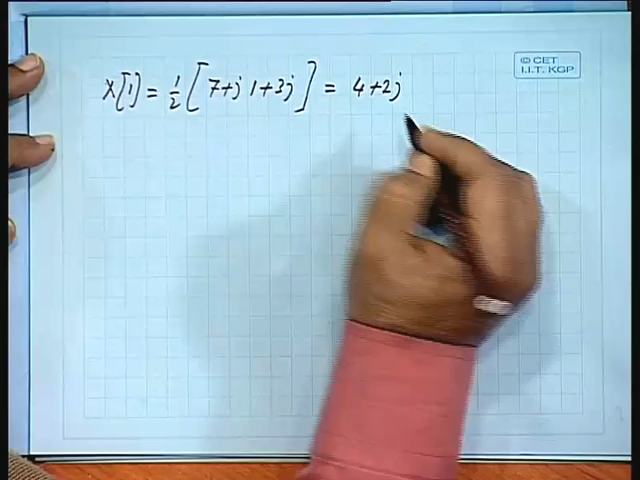 © CET
I.I.T. KGP
X[1] = 1/2 [ 7+j 1+3j ] = 4+2j